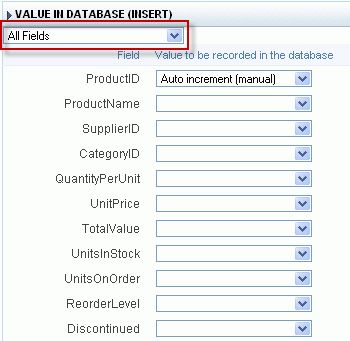 VALUE IN DATABASE (INSERT)
All Fields
Field Value to be recorded in the database
ProductID Auto increment (manual)
ProductName
SupplierID
CategoryID
QuantityPerUnit
UnitPrice
TotalValue
UnitsInStock
UnitsOnOrder
ReorderLevel
Discontinued